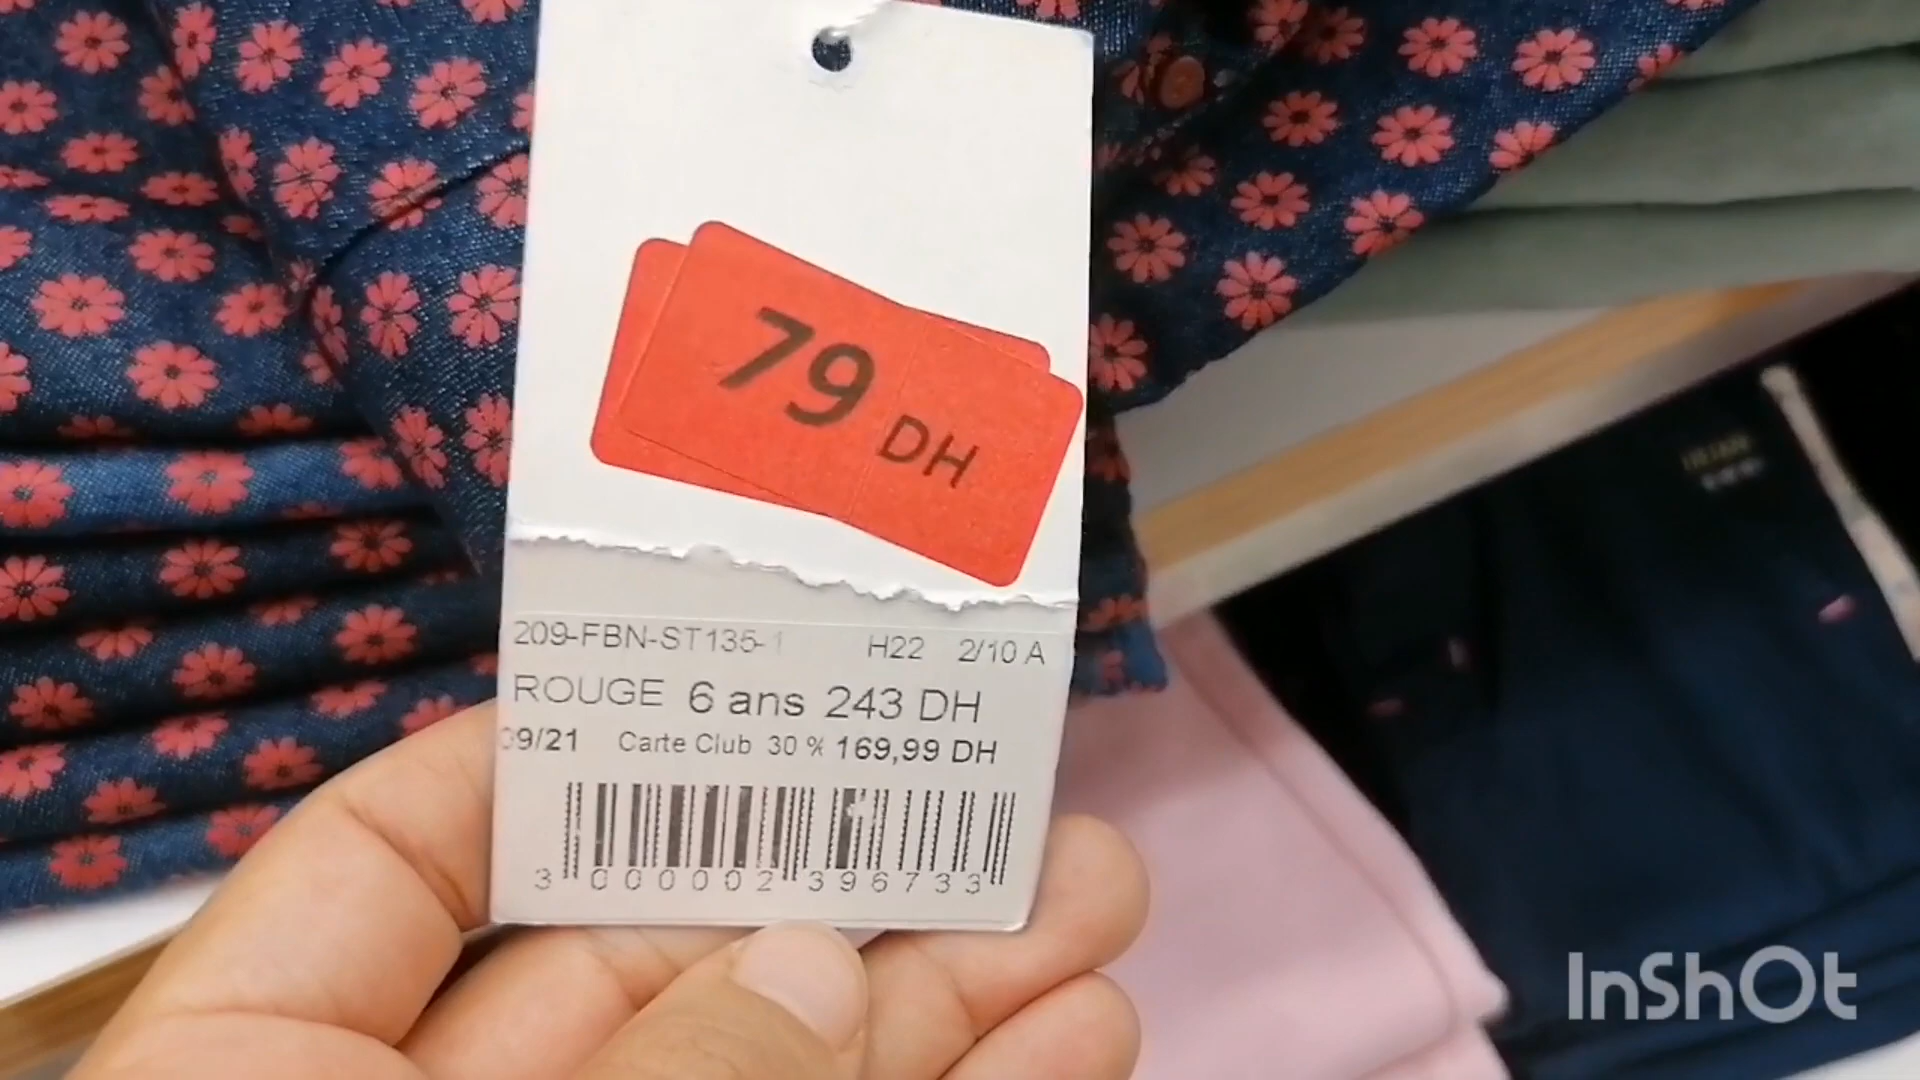 79 DH
209-FBN-ST135-1 H22 2/10 A
ROUGE 6 ans 243 DH
09/21 Carte Club 30 % 169,99 DH
3 000002 396733
InShOt